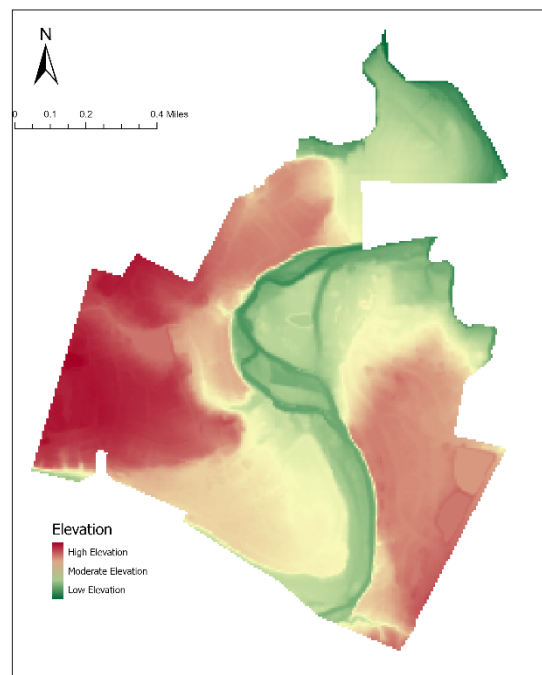 N
0 0.1 0.2 0.4 Miles
Elevation
High Elevation
Moderate Elevation
Low Elevation